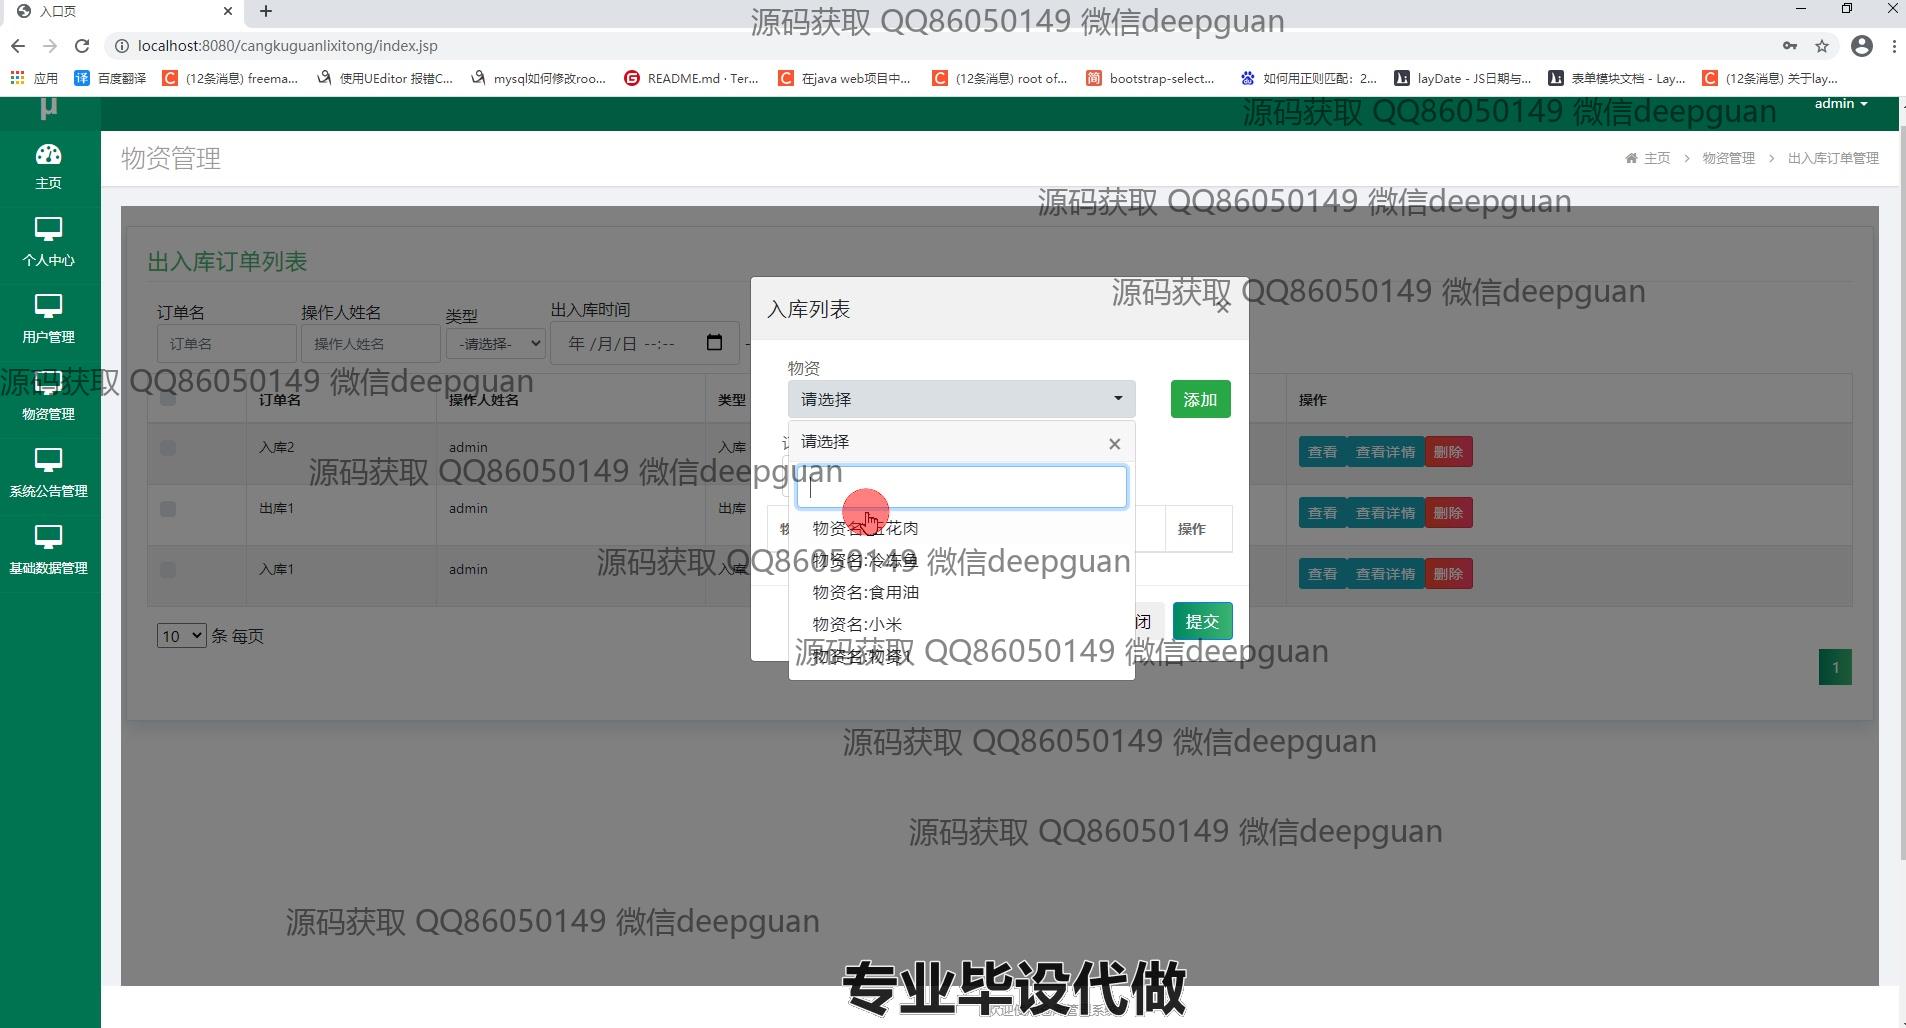 入口页
源码获取 QQ86050149 微信deepguan
localhost:8080/cangkuguanlixitong/index.jsp
应用
百度翻译
(12条消息) freema...
使用UEditor 报错C...
mysql如何修改roo...
README.md · Ter...
在java web项目中...
(12条消息) root of...
bootstrap-select...
如何用正则匹配：2...
layDate - JS日期与...
表单模块文档 - Lay...
(12条消息) 关于lay...
μ
源码获取 QQ86050149 微信deepguan
admin
主页
个人中心
用户管理
物资管理
系统公告管理
基础数据管理
物资管理
主页 > 物资管理 > 出入库订单管理
源码获取 QQ86050149 微信deepguan
出入库订单列表
订单名 操作人姓名 类型 出入库时间
订单名 操作人姓名 -请选择- 年 /月/日 --:-- -
源码获取 QQ86050149 微信deepguan
订单名 操作人姓名 类型 操作
入库2 admin 入库 查看 查看详情 删除
源码获取 QQ86050149 微信deepguan
出库1 admin 出库 查看 查看详情 删除
入库1 admin 入库 查看 查看详情 删除
10 条 每页
1
入库列表 ×
源码获取 QQ86050149 微信deepguan
物资
请选择 添加
请选择 ×
操作
物资名:五花肉
物资名:冷冻鱼
源码获取 QQ86050149 微信deepguan
物资名:食用油
物资名:小米
闭 提交
物资名:物资1
源码获取 QQ86050149 微信deepguan
源码获取 QQ86050149 微信deepguan
源码获取 QQ86050149 微信deepguan
源码获取 QQ86050149 微信deepguan
专业毕设代做